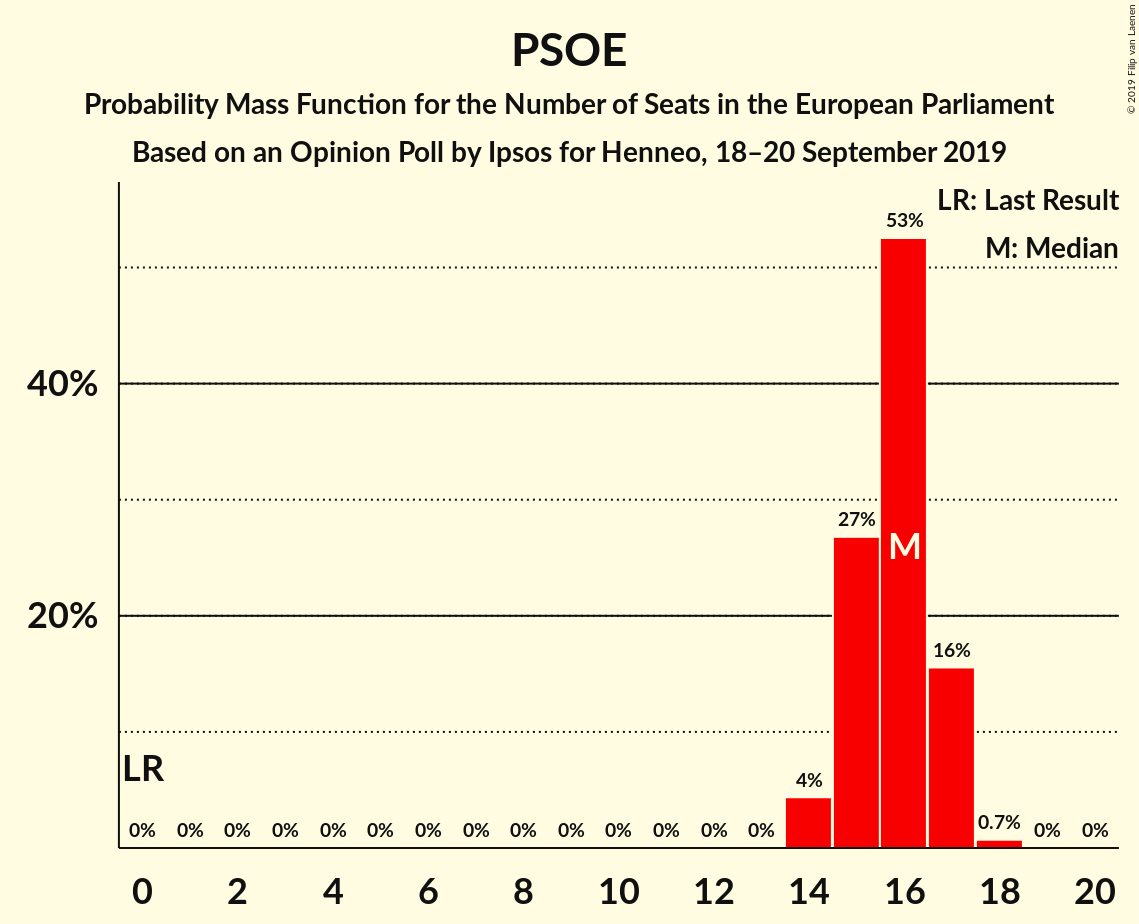 PSOE
Probability Mass Function for the Number of Seats in the European Parliament
Based on an Opinion Poll by Ipsos for Henneo, 18–20 September 2019
© 2019 Filip van Laenen
LR: Last Result
M: Median
53%
40%
27%
M
20%
16%
LR
4%
0% 0% 0% 0% 0% 0% 0% 0% 0% 0% 0% 0% 0% 0% 0.7% 0% 0%
0 2 4 6 8 10 12 14 16 18 20